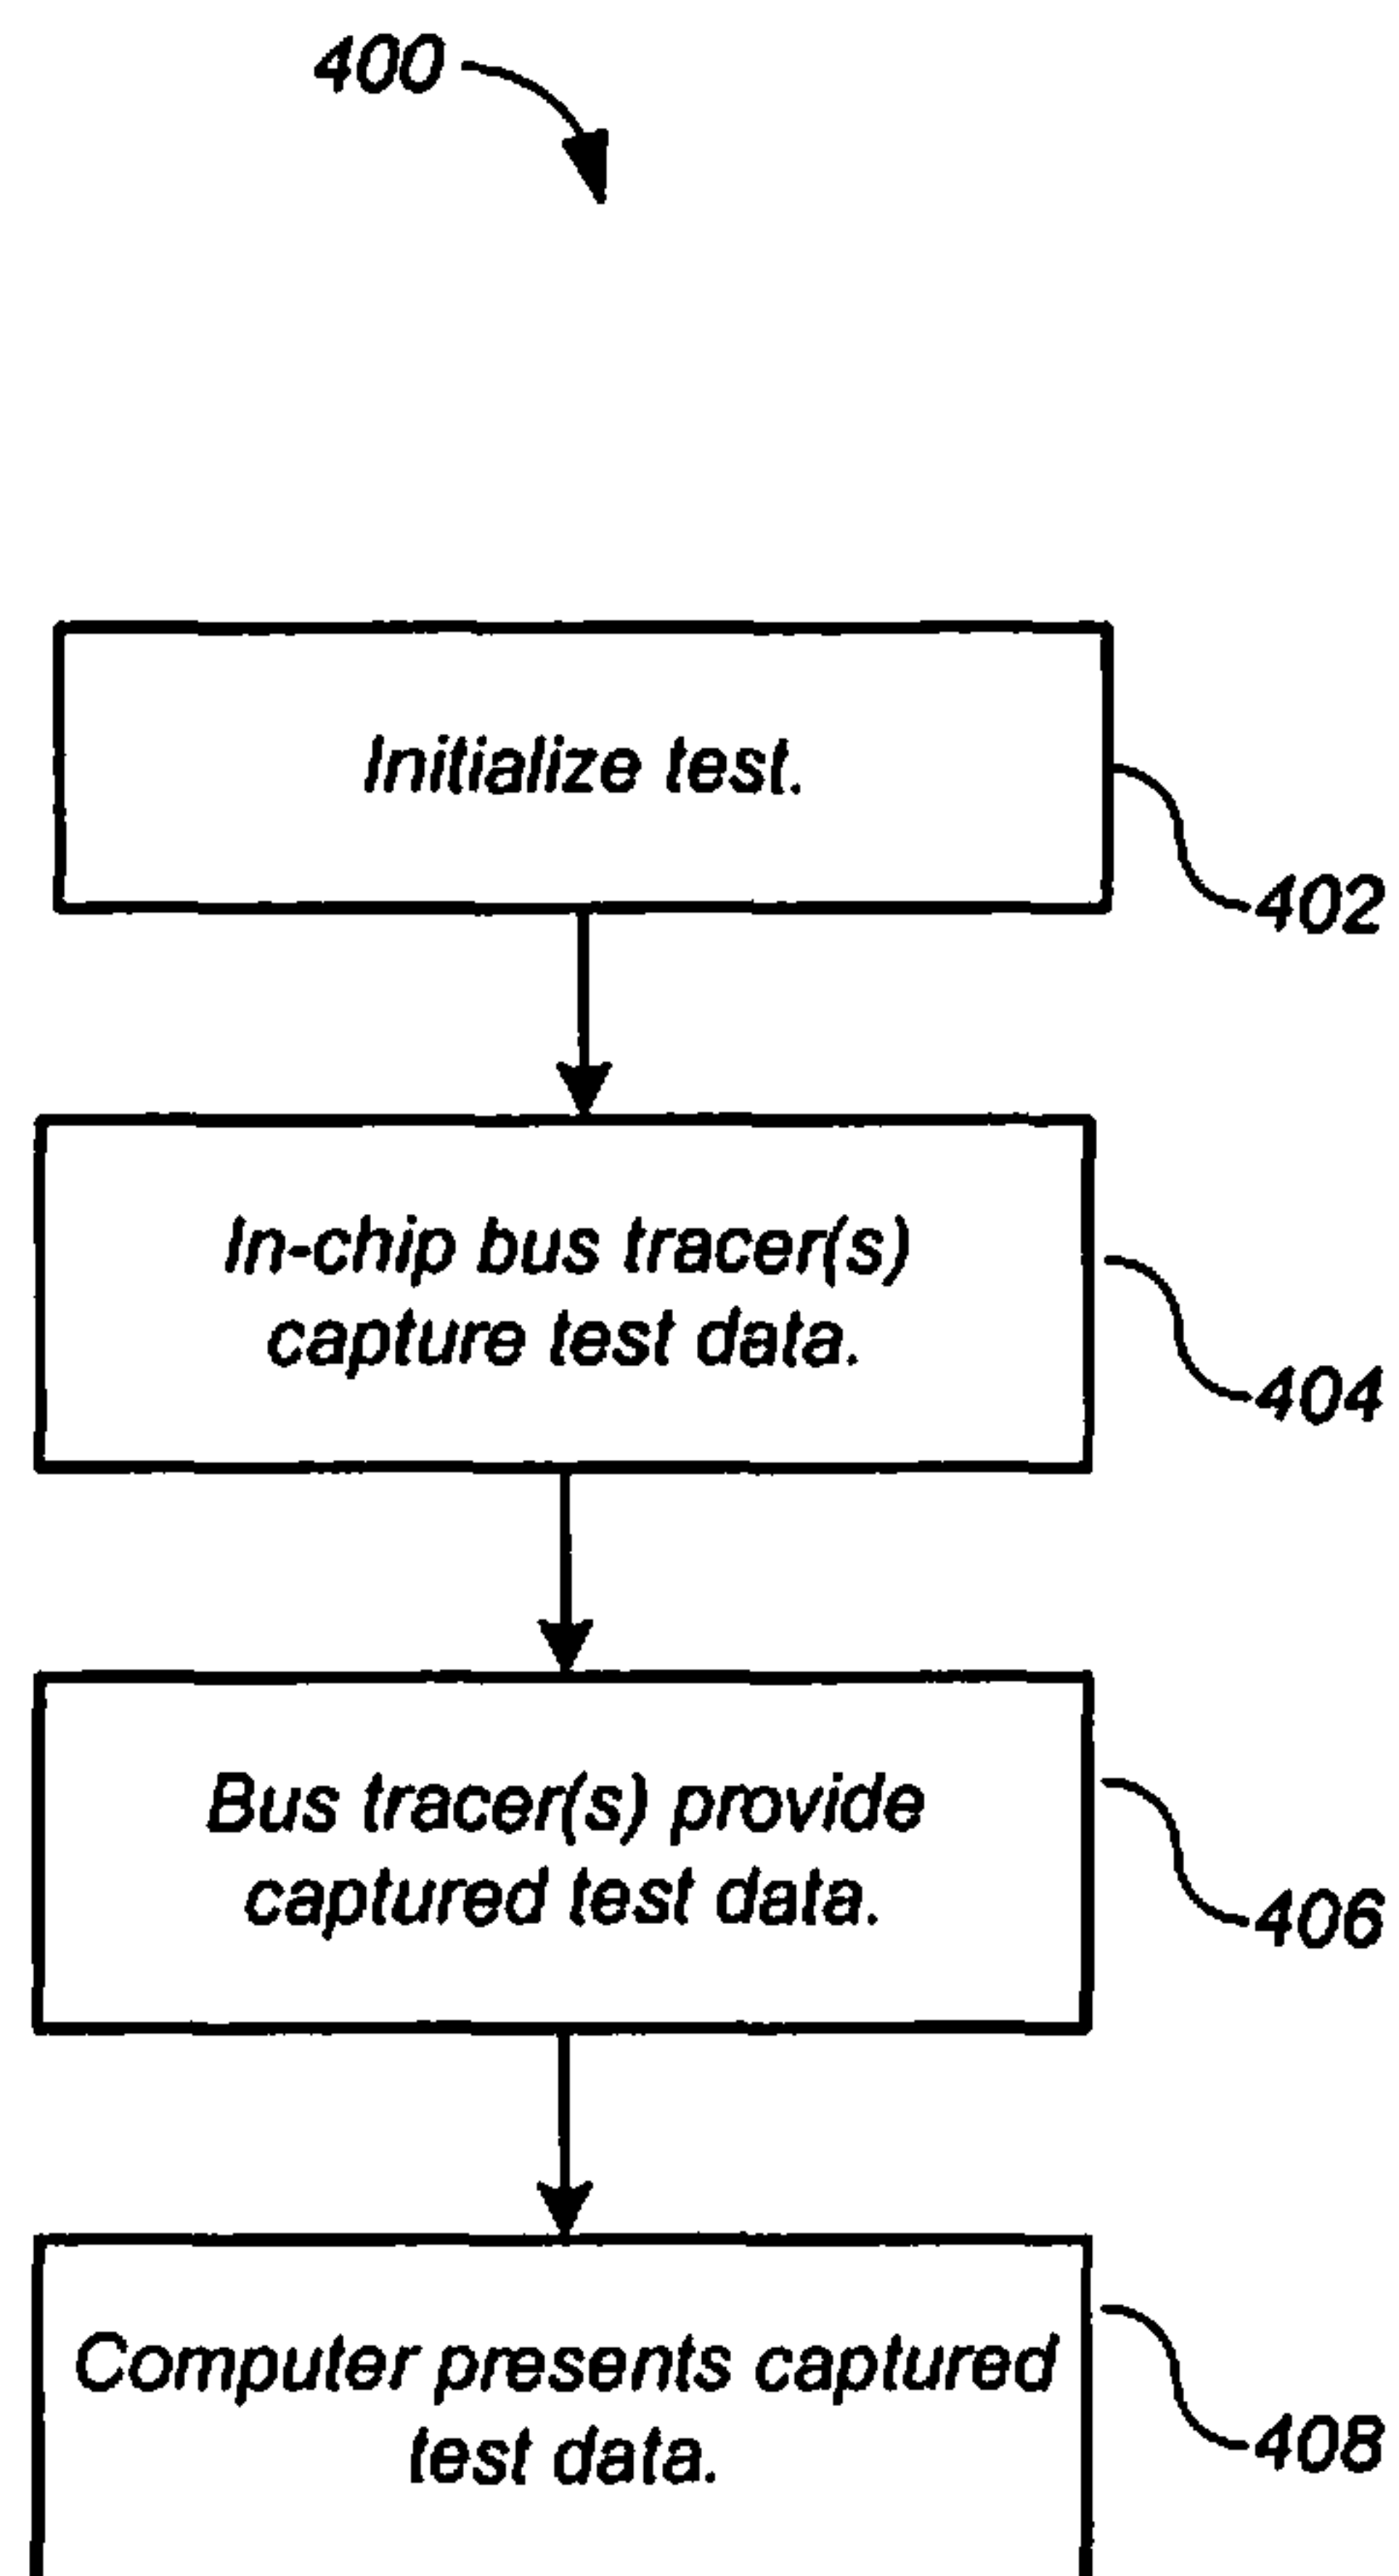 400
Initialize test.
402
In-chip bus tracer(s)
capture test data.
404
Bus tracer(s) provide
captured test data.
406
Computer presents captured
test data.
408